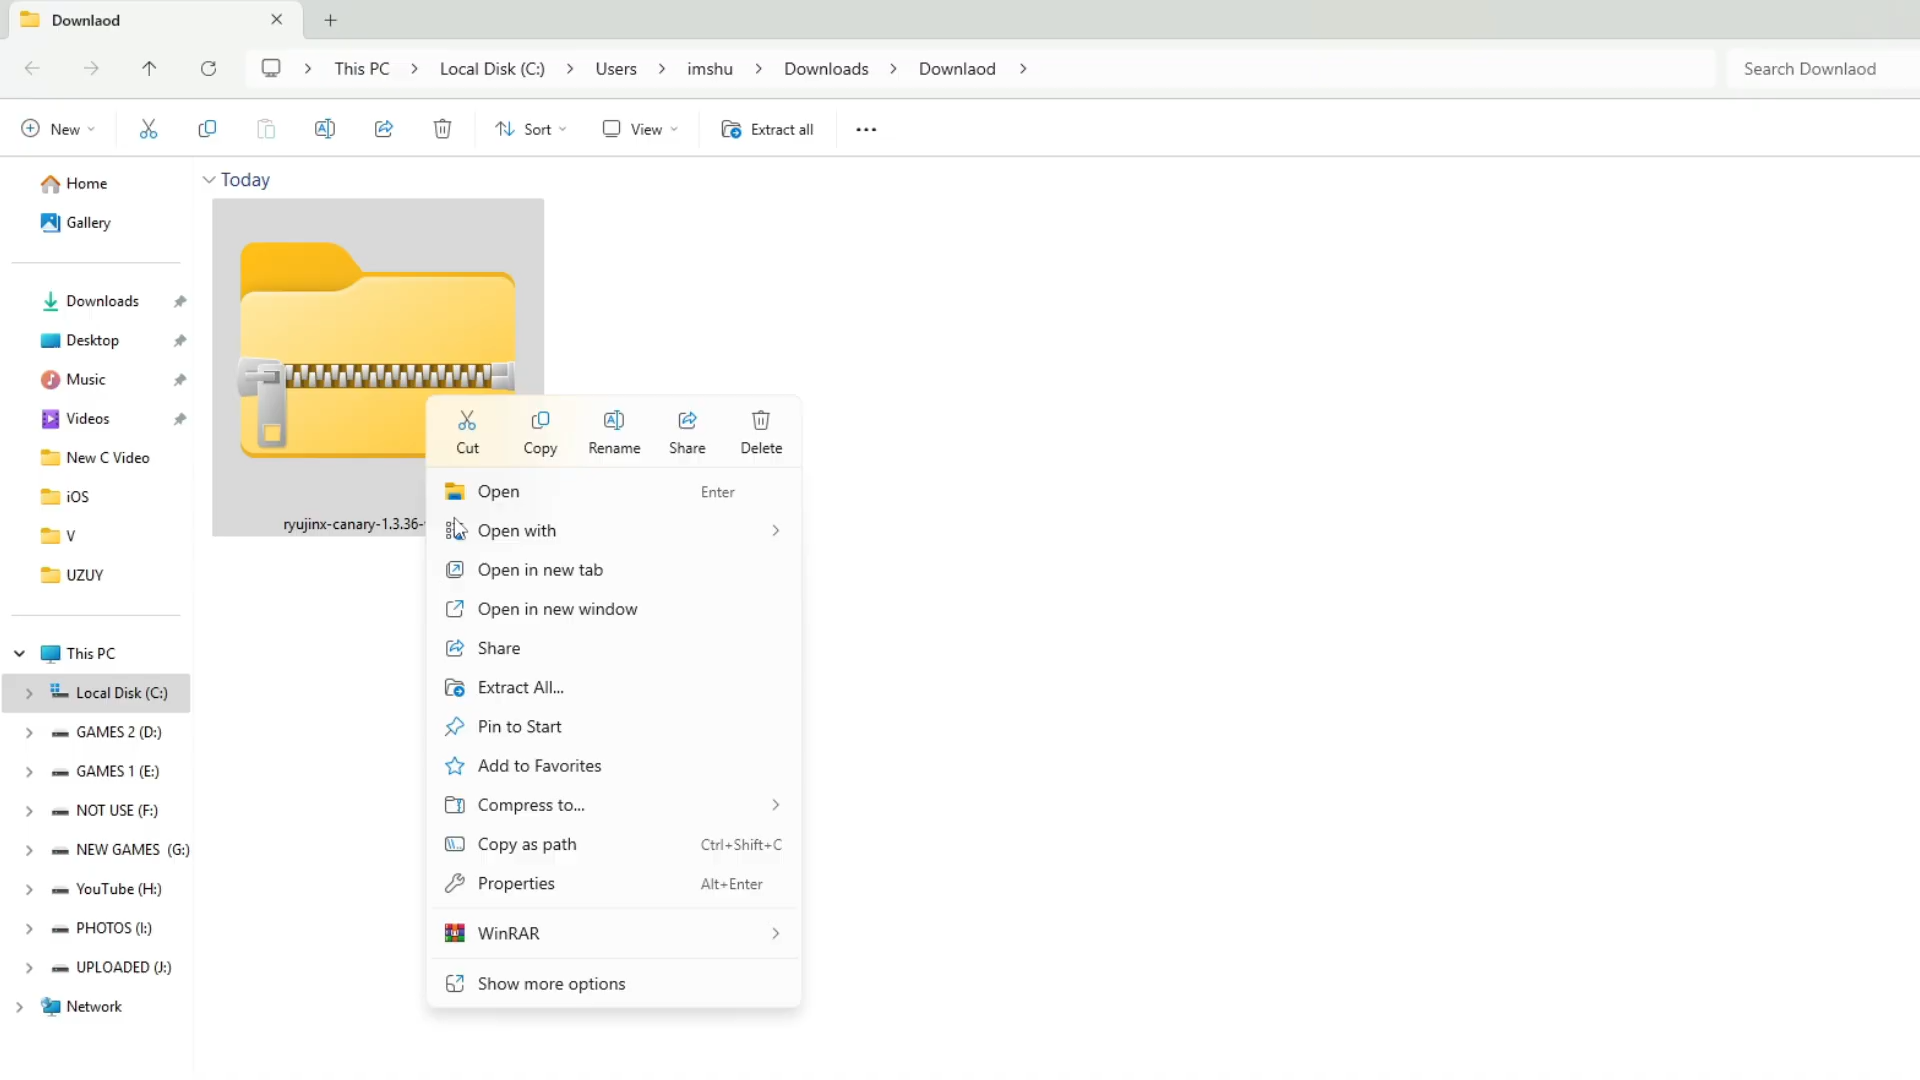 Downlaod
This PC > Local Disk (C:) > Users > imshu > Downloads > Downlaod >
Search Downlaod
New
Sort
View
Extract all
Home
Gallery
Downloads
Desktop
Music
Videos
New C Video
iOS
V
UZUY
This PC
Local Disk (C:)
GAMES 2 (D:)
GAMES 1 (E:)
NOT USE (F:)
NEW GAMES (G:)
YouTube (H:)
PHOTOS (I:)
UPLOADED (J:)
Network
Today
ryujinx-canary-1.3.36-
Cut Copy Rename Share Delete
Open Enter
Open with
Open in new tab
Open in new window
Share
Extract All...
Pin to Start
Add to Favorites
Compress to...
Copy as path Ctrl+Shift+C
Properties Alt+Enter
WinRAR
Show more options